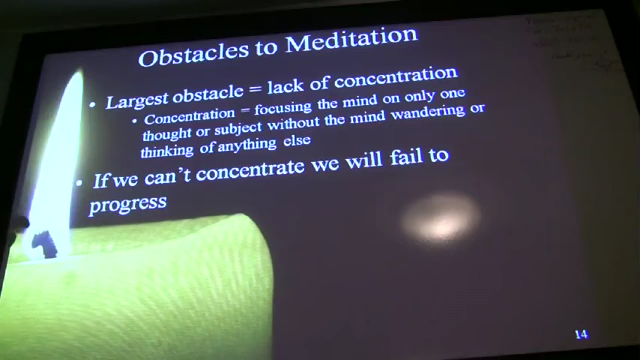 Obstacles to Meditation
• Largest obstacle = lack of concentration
• Concentration = focusing the mind on only one
thought or subject without the mind wandering or
thinking of anything else
• If we can't concentrate we will fail to
progress
14